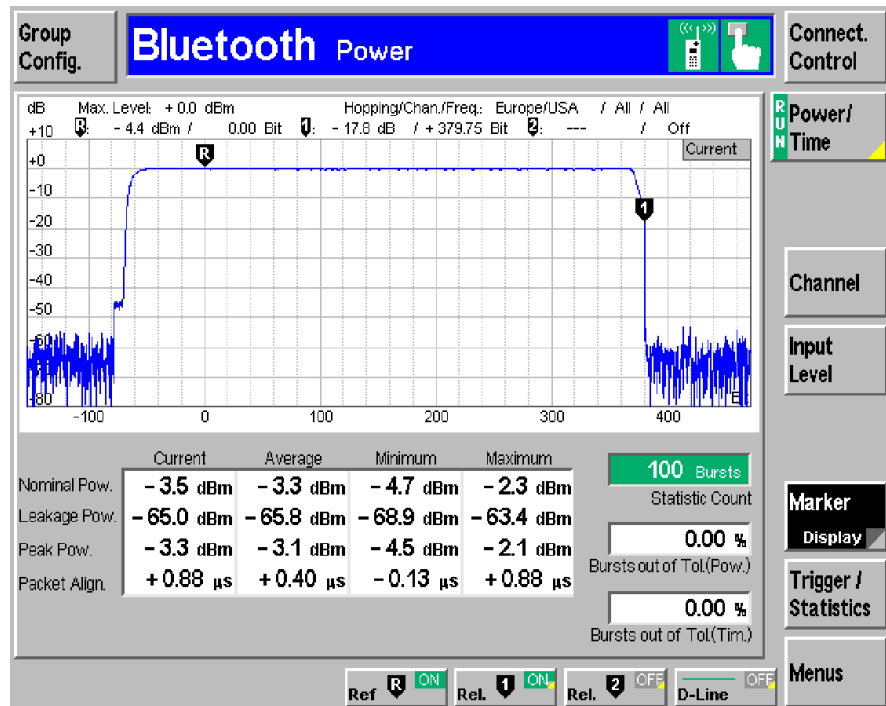 Group
Config.
Bluetooth Power
Connect.
Control
dB Max. Level: + 0.0 dBm Hopping/Chan./Freq.: Europe/USA / All / All
+10 R: - 4.4 dBm / 0.00 Bit 1: - 17.8 dB / + 379.75 Bit 2: --- / Off
RUN
Power/
Time
Current
+0
R
-10
1
-20
-30
-40
-50
-60
-80
-100 0 100 200 300 400
Channel
Input
Level
Current Average Minimum Maximum
Nominal Pow. - 3.5 dBm - 3.3 dBm - 4.7 dBm - 2.3 dBm
Leakage Pow. - 65.0 dBm - 65.8 dBm - 68.9 dBm - 63.4 dBm
Peak Pow. - 3.3 dBm - 3.1 dBm - 4.5 dBm - 2.1 dBm
Packet Align. + 0.88 µs + 0.40 µs - 0.13 µs + 0.88 µs
100 Bursts
Statistic Count
0.00 %
Bursts out of Tol.(Pow.)
0.00 %
Bursts out of Tol.(Tim.)
Marker
Display
Trigger /
Statistics
Ref R ON
Rel. 1 ON
Rel. 2 OFF
D-Line OFF
Menus